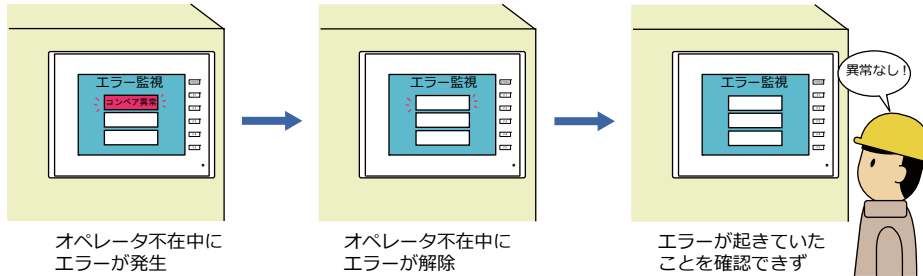 エラー監視
コンベア異常
オペレータ不在中に
エラーが発生
エラー監視
オペレータ不在中に
エラーが解除
エラー監視
異常なし！
エラーが起きていた
ことを確認できず